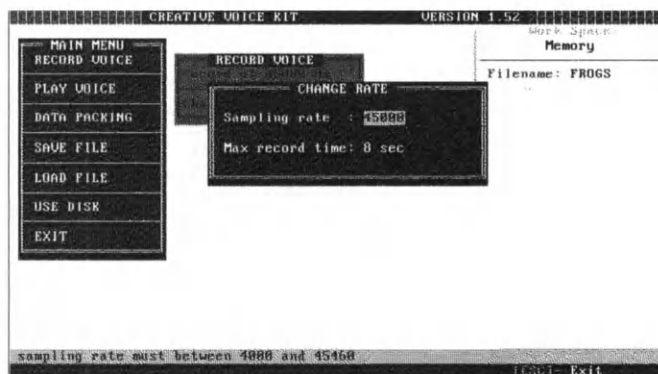 CREATIVE VOICE KIT VERSION 1.52
Work Space:
Memory
Filename: FROGS
MAIN MENU
RECORD VOICE
PLAY VOICE
DATA PACKING
SAVE FILE
LOAD FILE
USE DISK
EXIT
RECORD VOICE
CHANGE RATE
Sampling rate : 45000
Max record time: 8 sec
sampling rate must between 4000 and 45460
[ESC]- Exit